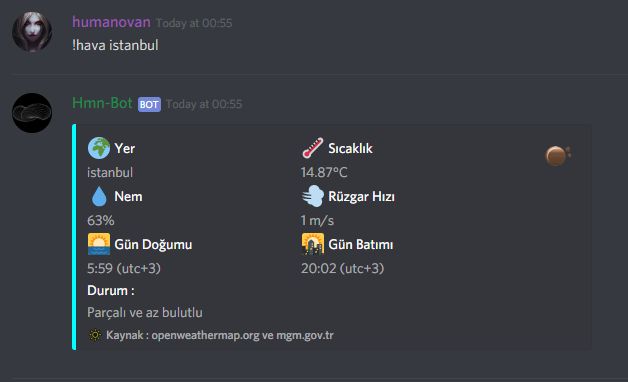 humanovan Today at 00:55
!hava istanbul
Hmn-Bot BOT Today at 00:55
Yer Sıcaklık
istanbul 14.87°C
Nem Rüzgar Hızı
63% 1 m/s
Gün Doğumu Gün Batımı
5:59 (utc+3) 20:02 (utc+3)
Durum :
Parçalı ve az bulutlu
Kaynak : openweathermap.org ve mgm.gov.tr